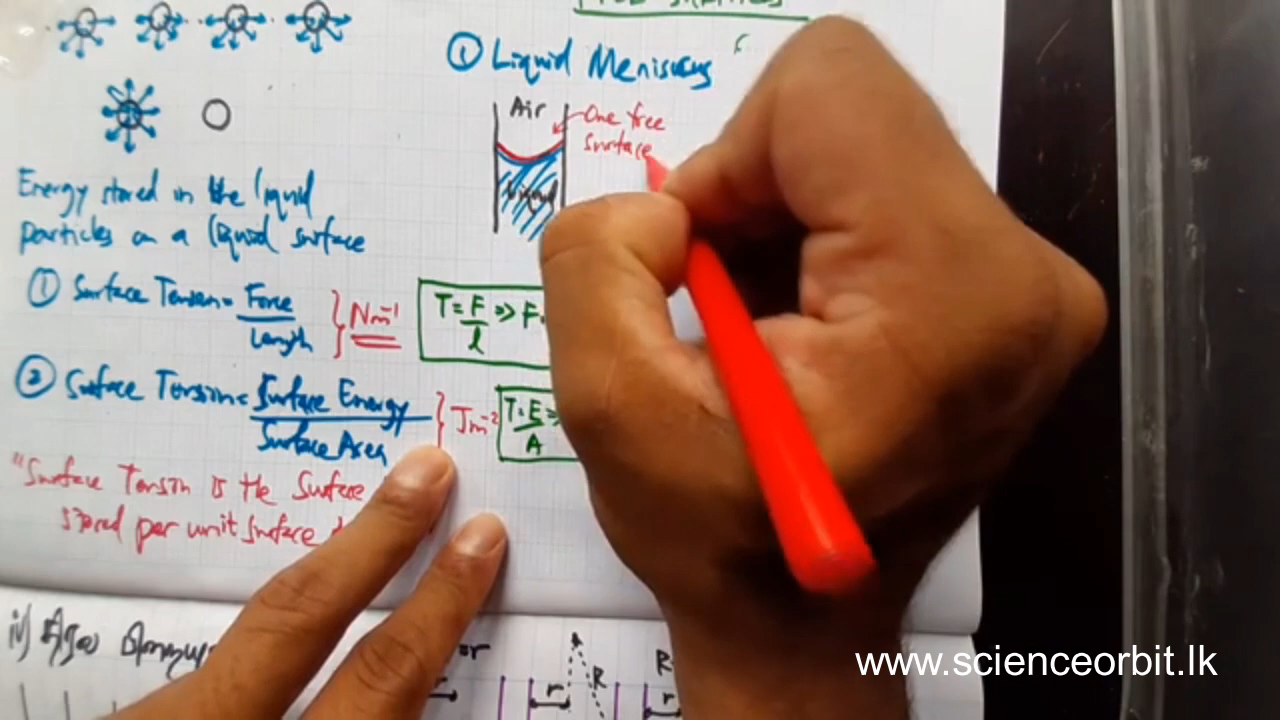 ① Liquid Meniscus
Air
One free
surface
Liquid
Energy stored in the liquid
particles on a liquid surface
① Surface Tension = Force
Length
} Nm⁻¹
T = F ⇒ F
l
② Surface Tension = Surface Energy
Surface Area
} Jm⁻²
T = E ⇒
A
"Surface Tension is the Surface
stored per unit surface
iv)
r
r
R
R
r
www.scienceorbit.lk